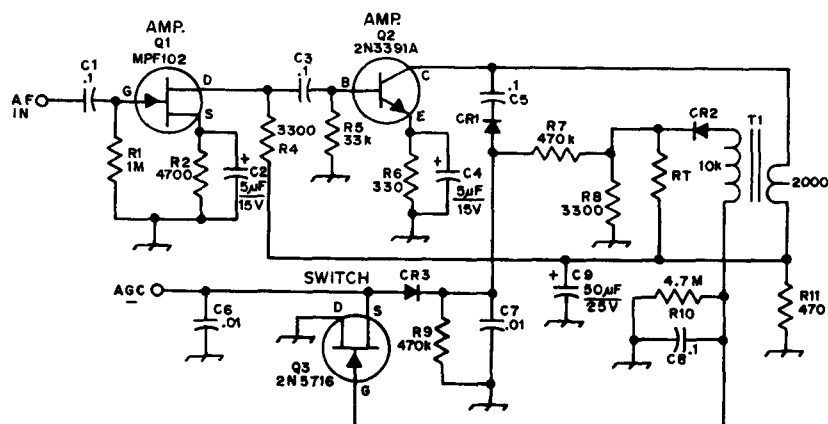 AMP.
Q1
MPF102
AMP.
Q2
2N3391A
C1
.1
C3
.1
AF
IN
G
D
S
B
C
E
.1
C5
CR1
CR2
T1
R1
1M
R2
4700
+
C2
5µF
15V
3300
R4
R5
33k
R6
330
+
C4
5µF
15V
R7
470k
R8
3300
RT
10k
2000
AGC
−
SWITCH
D
S
CR3
C6
.01
R9
470k
C7
.01
+
C9
50µF
25V
4.7M
R10
C8
.1
R11
470
Q3
2N5716
G